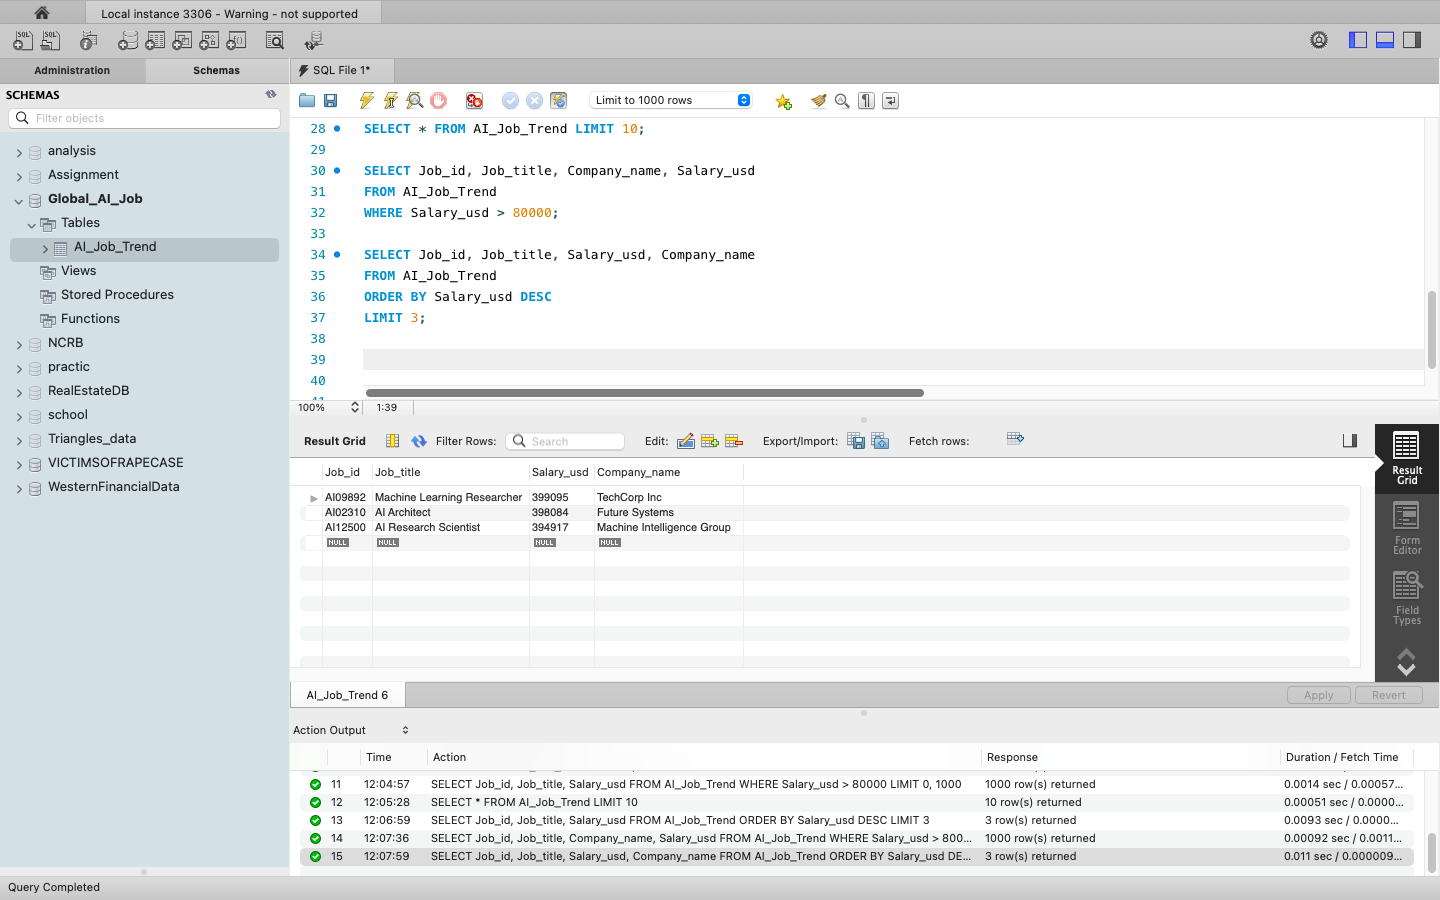 Local instance 3306 - Warning - not supported
Administration
Schemas
SQL File 1*
SCHEMAS
Filter objects
analysis
Assignment
Global_AI_Job
Tables
AI_Job_Trend
Views
Stored Procedures
Functions
NCRB
practic
RealEstateDB
school
Triangles_data
VICTIMSOFRAPECASE
WesternFinancialData
Limit to 1000 rows
28 SELECT * FROM AI_Job_Trend LIMIT 10;
29
30 SELECT Job_id, Job_title, Company_name, Salary_usd
31 FROM AI_Job_Trend
32 WHERE Salary_usd > 80000;
33
34 SELECT Job_id, Job_title, Salary_usd, Company_name
35 FROM AI_Job_Trend
36 ORDER BY Salary_usd DESC
37 LIMIT 3;
38
39
40
100% 1:39
Result Grid Filter Rows: Search Edit: Export/Import: Fetch rows:
Job_id Job_title Salary_usd Company_name
AI09892 Machine Learning Researcher 399095 TechCorp Inc
AI02310 AI Architect 398084 Future Systems
AI12500 AI Research Scientist 394917 Machine Intelligence Group
NULL NULL NULL NULL
Result
Grid
Form
Editor
Field
Types
AI_Job_Trend 6
Apply Revert
Action Output
Time Action Response Duration / Fetch Time
11 12:04:57 SELECT Job_id, Job_title, Salary_usd FROM AI_Job_Trend WHERE Salary_usd > 80000 LIMIT 0, 1000 1000 row(s) returned 0.0014 sec / 0.00057...
12 12:05:28 SELECT * FROM AI_Job_Trend LIMIT 10 10 row(s) returned 0.00051 sec / 0.0000...
13 12:06:59 SELECT Job_id, Job_title, Salary_usd FROM AI_Job_Trend ORDER BY Salary_usd DESC LIMIT 3 3 row(s) returned 0.0093 sec / 0.0000...
14 12:07:36 SELECT Job_id, Job_title, Company_name, Salary_usd FROM AI_Job_Trend WHERE Salary_usd > 800... 1000 row(s) returned 0.00092 sec / 0.0011...
15 12:07:59 SELECT Job_id, Job_title, Salary_usd, Company_name FROM AI_Job_Trend ORDER BY Salary_usd DE... 3 row(s) returned 0.011 sec / 0.000009...
Query Completed